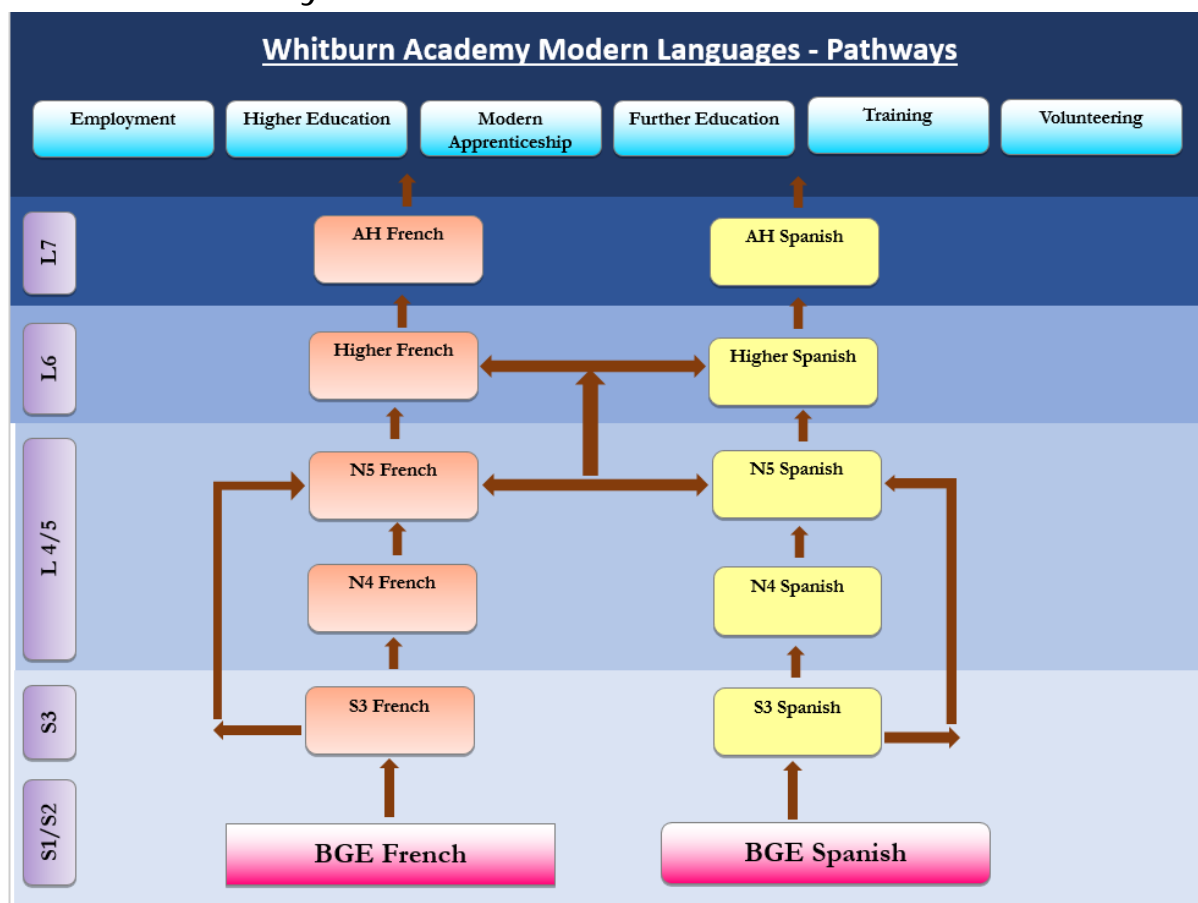 Whitburn Academy Modern Languages - Pathways
Employment
Higher Education
Modern
Apprenticeship
Further Education
Training
Volunteering
L7
AH French
AH Spanish
L6
Higher French
Higher Spanish
L 4/5
N5 French
N5 Spanish
N4 French
N4 Spanish
S3
S3 French
S3 Spanish
S1/S2
BGE French
BGE Spanish